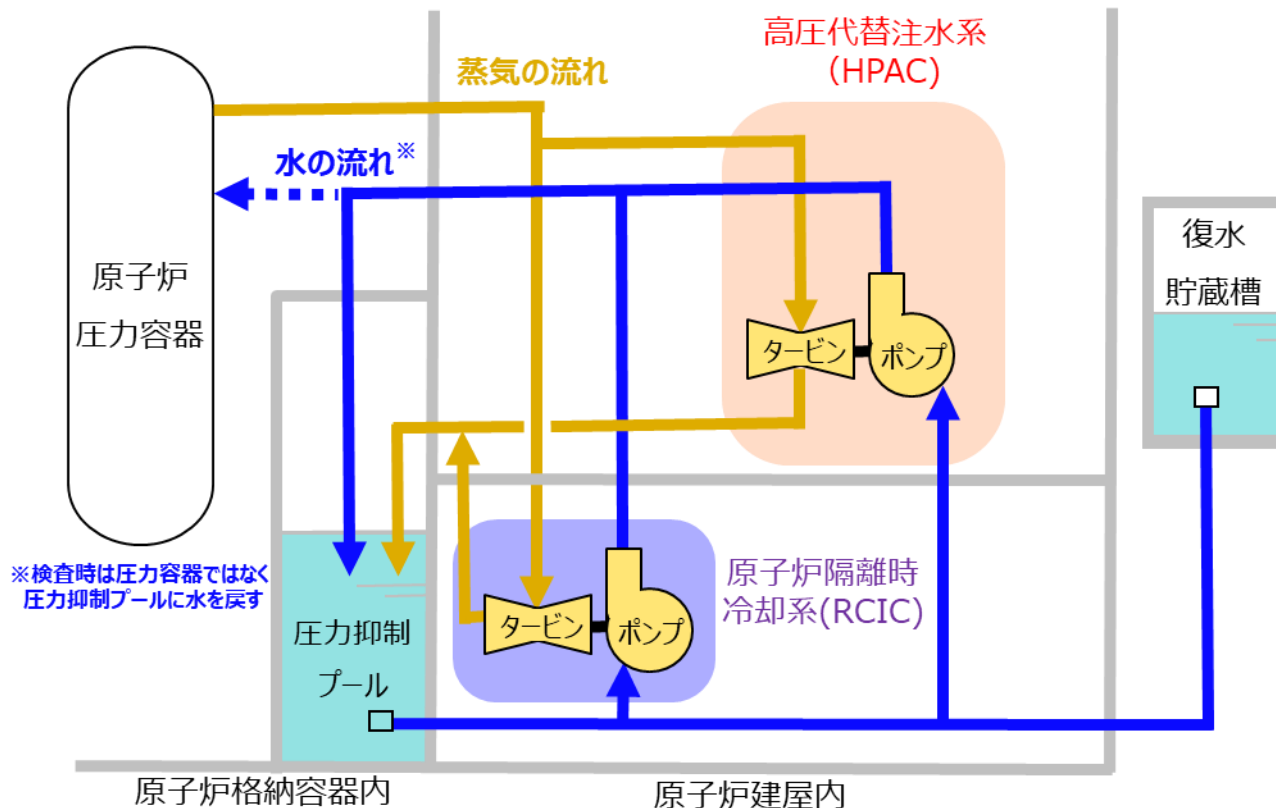 高圧代替注水系
(HPAC)
蒸気の流れ
水の流れ※
復水
貯蔵槽
原子炉
圧力容器
タービン
ポンプ
※検査時は圧力容器ではなく
圧力抑制プールに水を戻す
原子炉隔離時
冷却系(RCIC)
タービン
ポンプ
圧力抑制
プール
原子炉格納容器内
原子炉建屋内